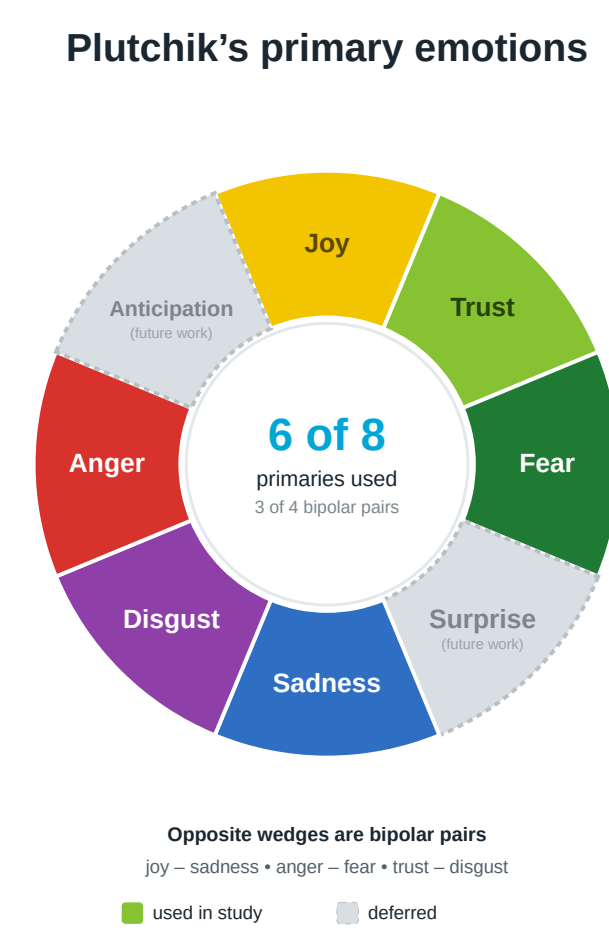 Plutchik’s primary emotions
Joy
Trust
Anticipation
(future work)
6 of 8
primaries used
3 of 4 bipolar pairs
Anger
Fear
Disgust
Surprise
(future work)
Sadness
Opposite wedges are bipolar pairs
joy – sadness • anger – fear • trust – disgust
used in study
deferred